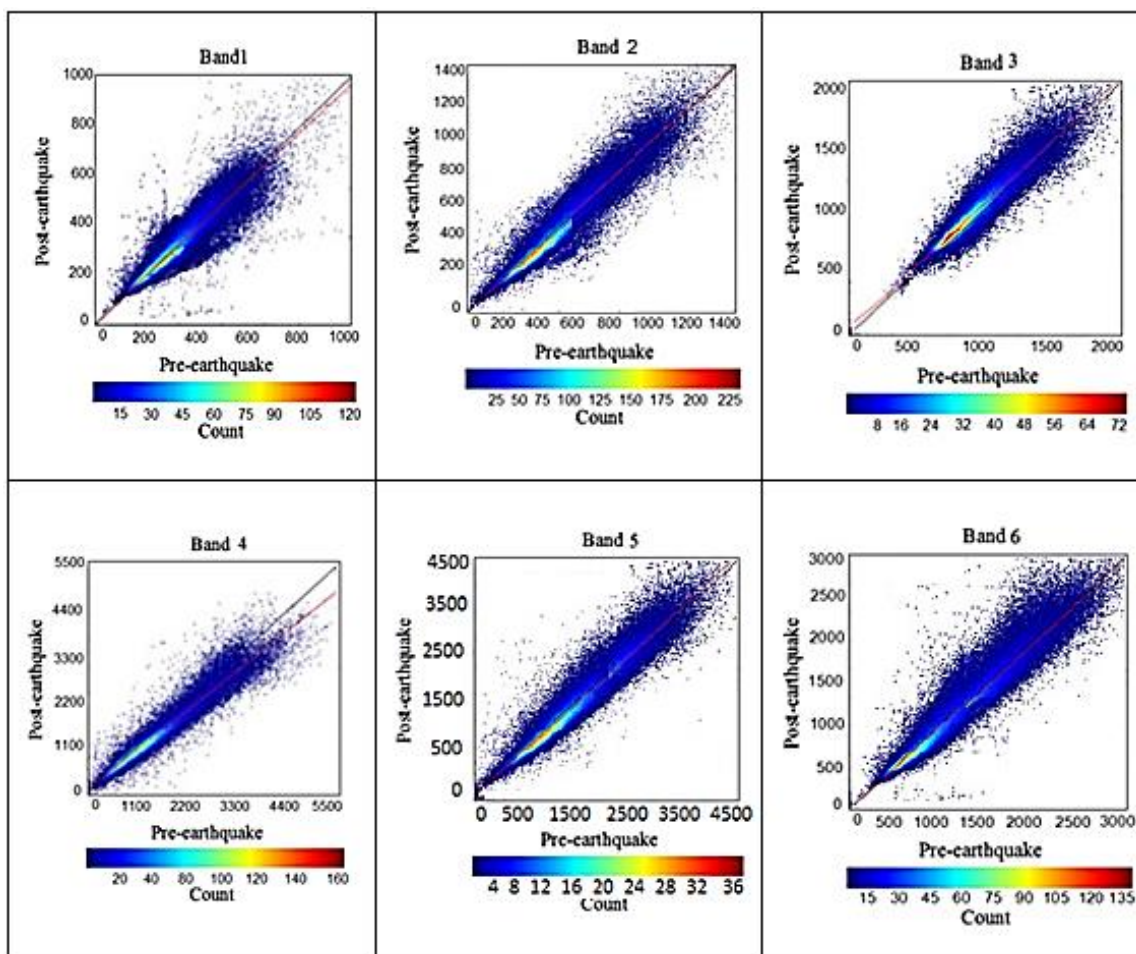 Band1
1000
800
600
400
200
0
Post-earthquake
0 200 400 600 800 1000
Pre-earthquake
15 30 45 60 75 90 105 120
Count
Band 2
1400
1200
1000
800
600
400
200
0
Post-earthquake
0 200 400 600 800 1000 1200 1400
Pre-earthquake
25 50 75 100 125 150 175 200 225
Band 3
2000
1500
1000
500
0
Post-earthquake
0 500 1000 1500 2000
Pre-earthquake
8 16 24 32 40 48 56 64 72
Band 4
5500
4400
3300
2200
1100
0
Post-earthquake
0 1100 2200 3300 4400 5500
Pre-earthquake
20 40 80 100 120 140 160
Count
Band 5
4500
3500
2500
1500
500
0
Post-earthquake
0 500 1500 2500 3500 4500
Pre-earthquake
4 8 12 16 20 24 28 32 36
Count
Band 6
3000
2500
2000
1500
1000
500
0
Post-earthquake
0 500 1000 1500 2000 2500 3000
Pre-earthquake
15 30 45 60 75 90 105 120 135
Count